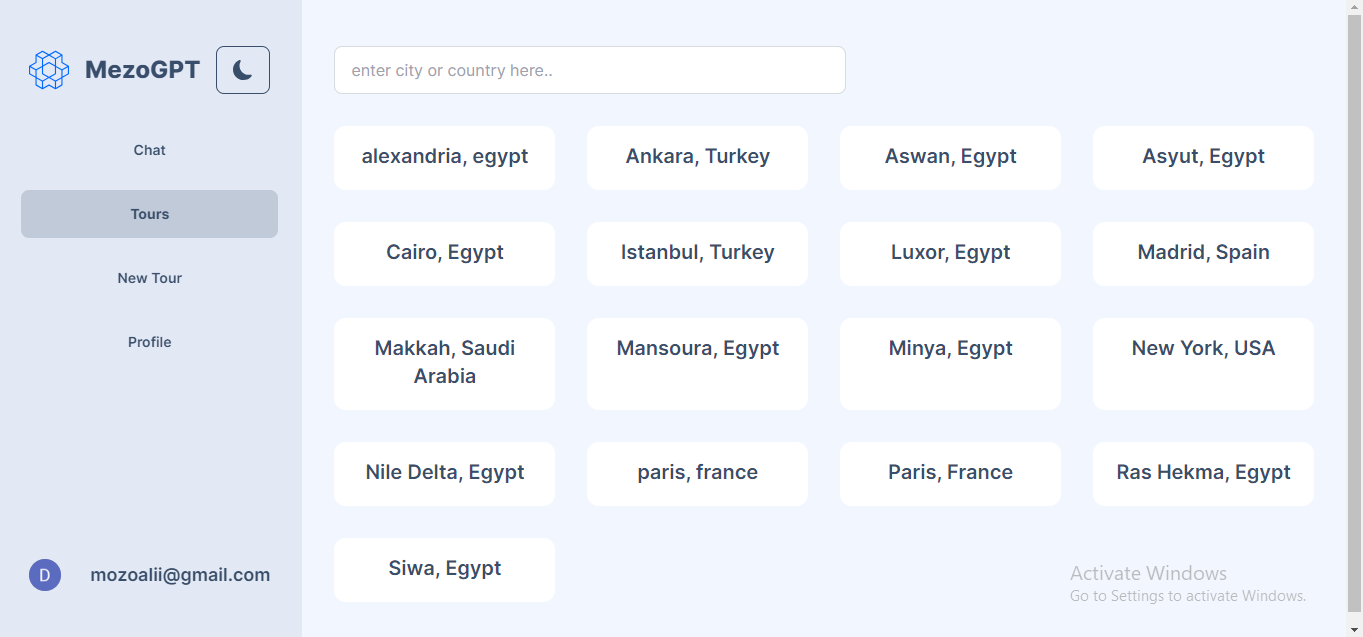 MezoGPT
Chat
Tours
New Tour
Profile
D
mozoalii@gmail.com
enter city or country here..
alexandria, egypt
Ankara, Turkey
Aswan, Egypt
Asyut, Egypt
Cairo, Egypt
Istanbul, Turkey
Luxor, Egypt
Madrid, Spain
Makkah, Saudi
Arabia
Mansoura, Egypt
Minya, Egypt
New York, USA
Nile Delta, Egypt
paris, france
Paris, France
Ras Hekma, Egypt
Siwa, Egypt
Activate Windows
Go to Settings to activate Windows.